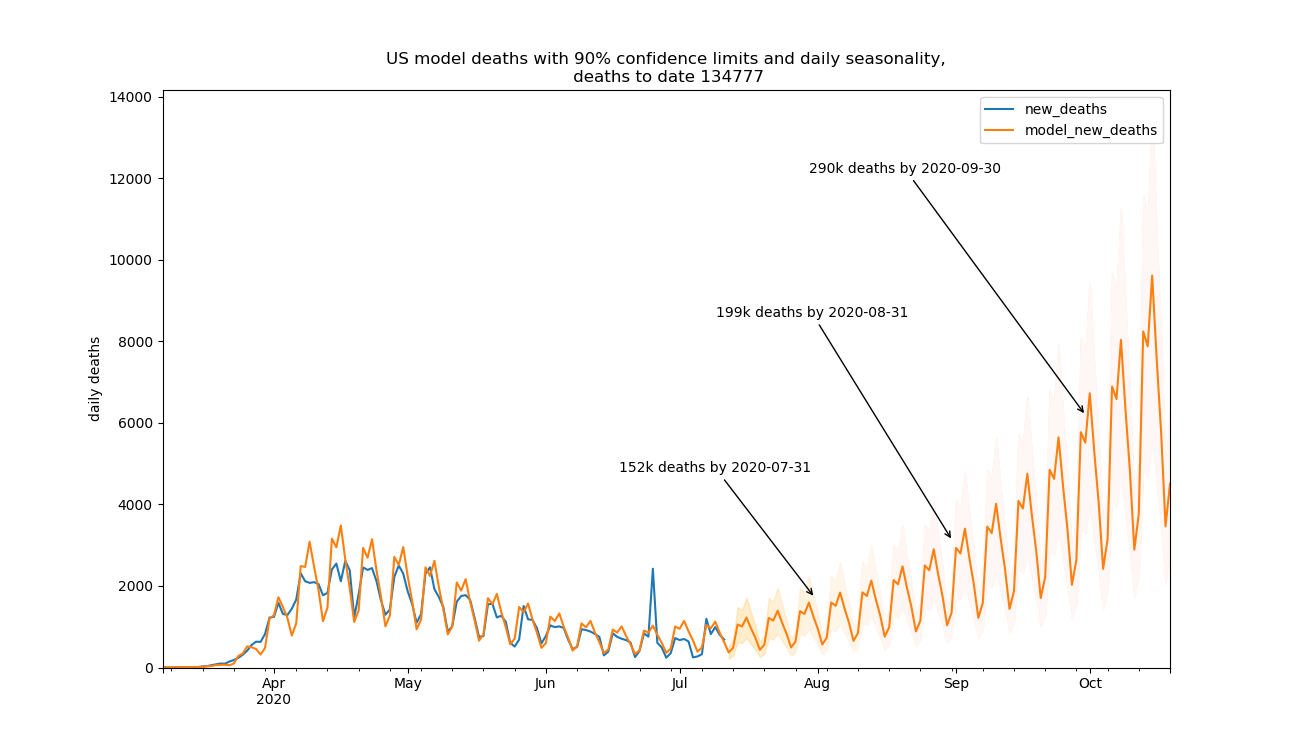 US model deaths with 90% confidence limits and daily seasonality,
deaths to date 134777
14000
12000
10000
8000
6000
4000
2000
0
daily deaths
new_deaths
model_new_deaths
290k deaths by 2020-09-30
199k deaths by 2020-08-31
152k deaths by 2020-07-31
Apr
2020
May
Jun
Jul
Aug
Sep
Oct